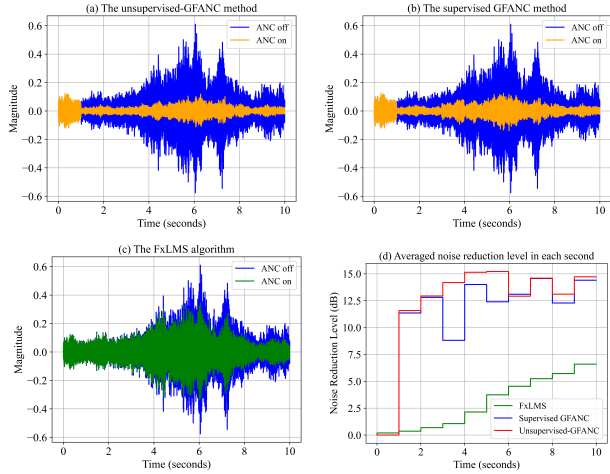 (a) The unsupervised-GFANC method
0.6
0.4
0.2
0.0
−0.2
−0.4
−0.6
Magnitude
ANC off
ANC on
0 2 4 6 8 10
Time (seconds)
(b) The supervised GFANC method
0.6
0.4
0.2
0.0
−0.2
−0.4
−0.6
Magnitude
ANC off
ANC on
0 2 4 6 8 10
Time (seconds)
(c) The FxLMS algorithm
0.6
0.4
0.2
0.0
−0.2
−0.4
−0.6
Magnitude
ANC off
ANC on
0 2 4 6 8 10
Time (seconds)
(d) Averaged noise reduction level in each second
15.0
12.5
10.0
7.5
5.0
2.5
0.0
Noise Reduction Level (dB)
FxLMS
Supervised GFANC
Unsupervised-GFANC
0 2 4 6 8 10
Time (seconds)